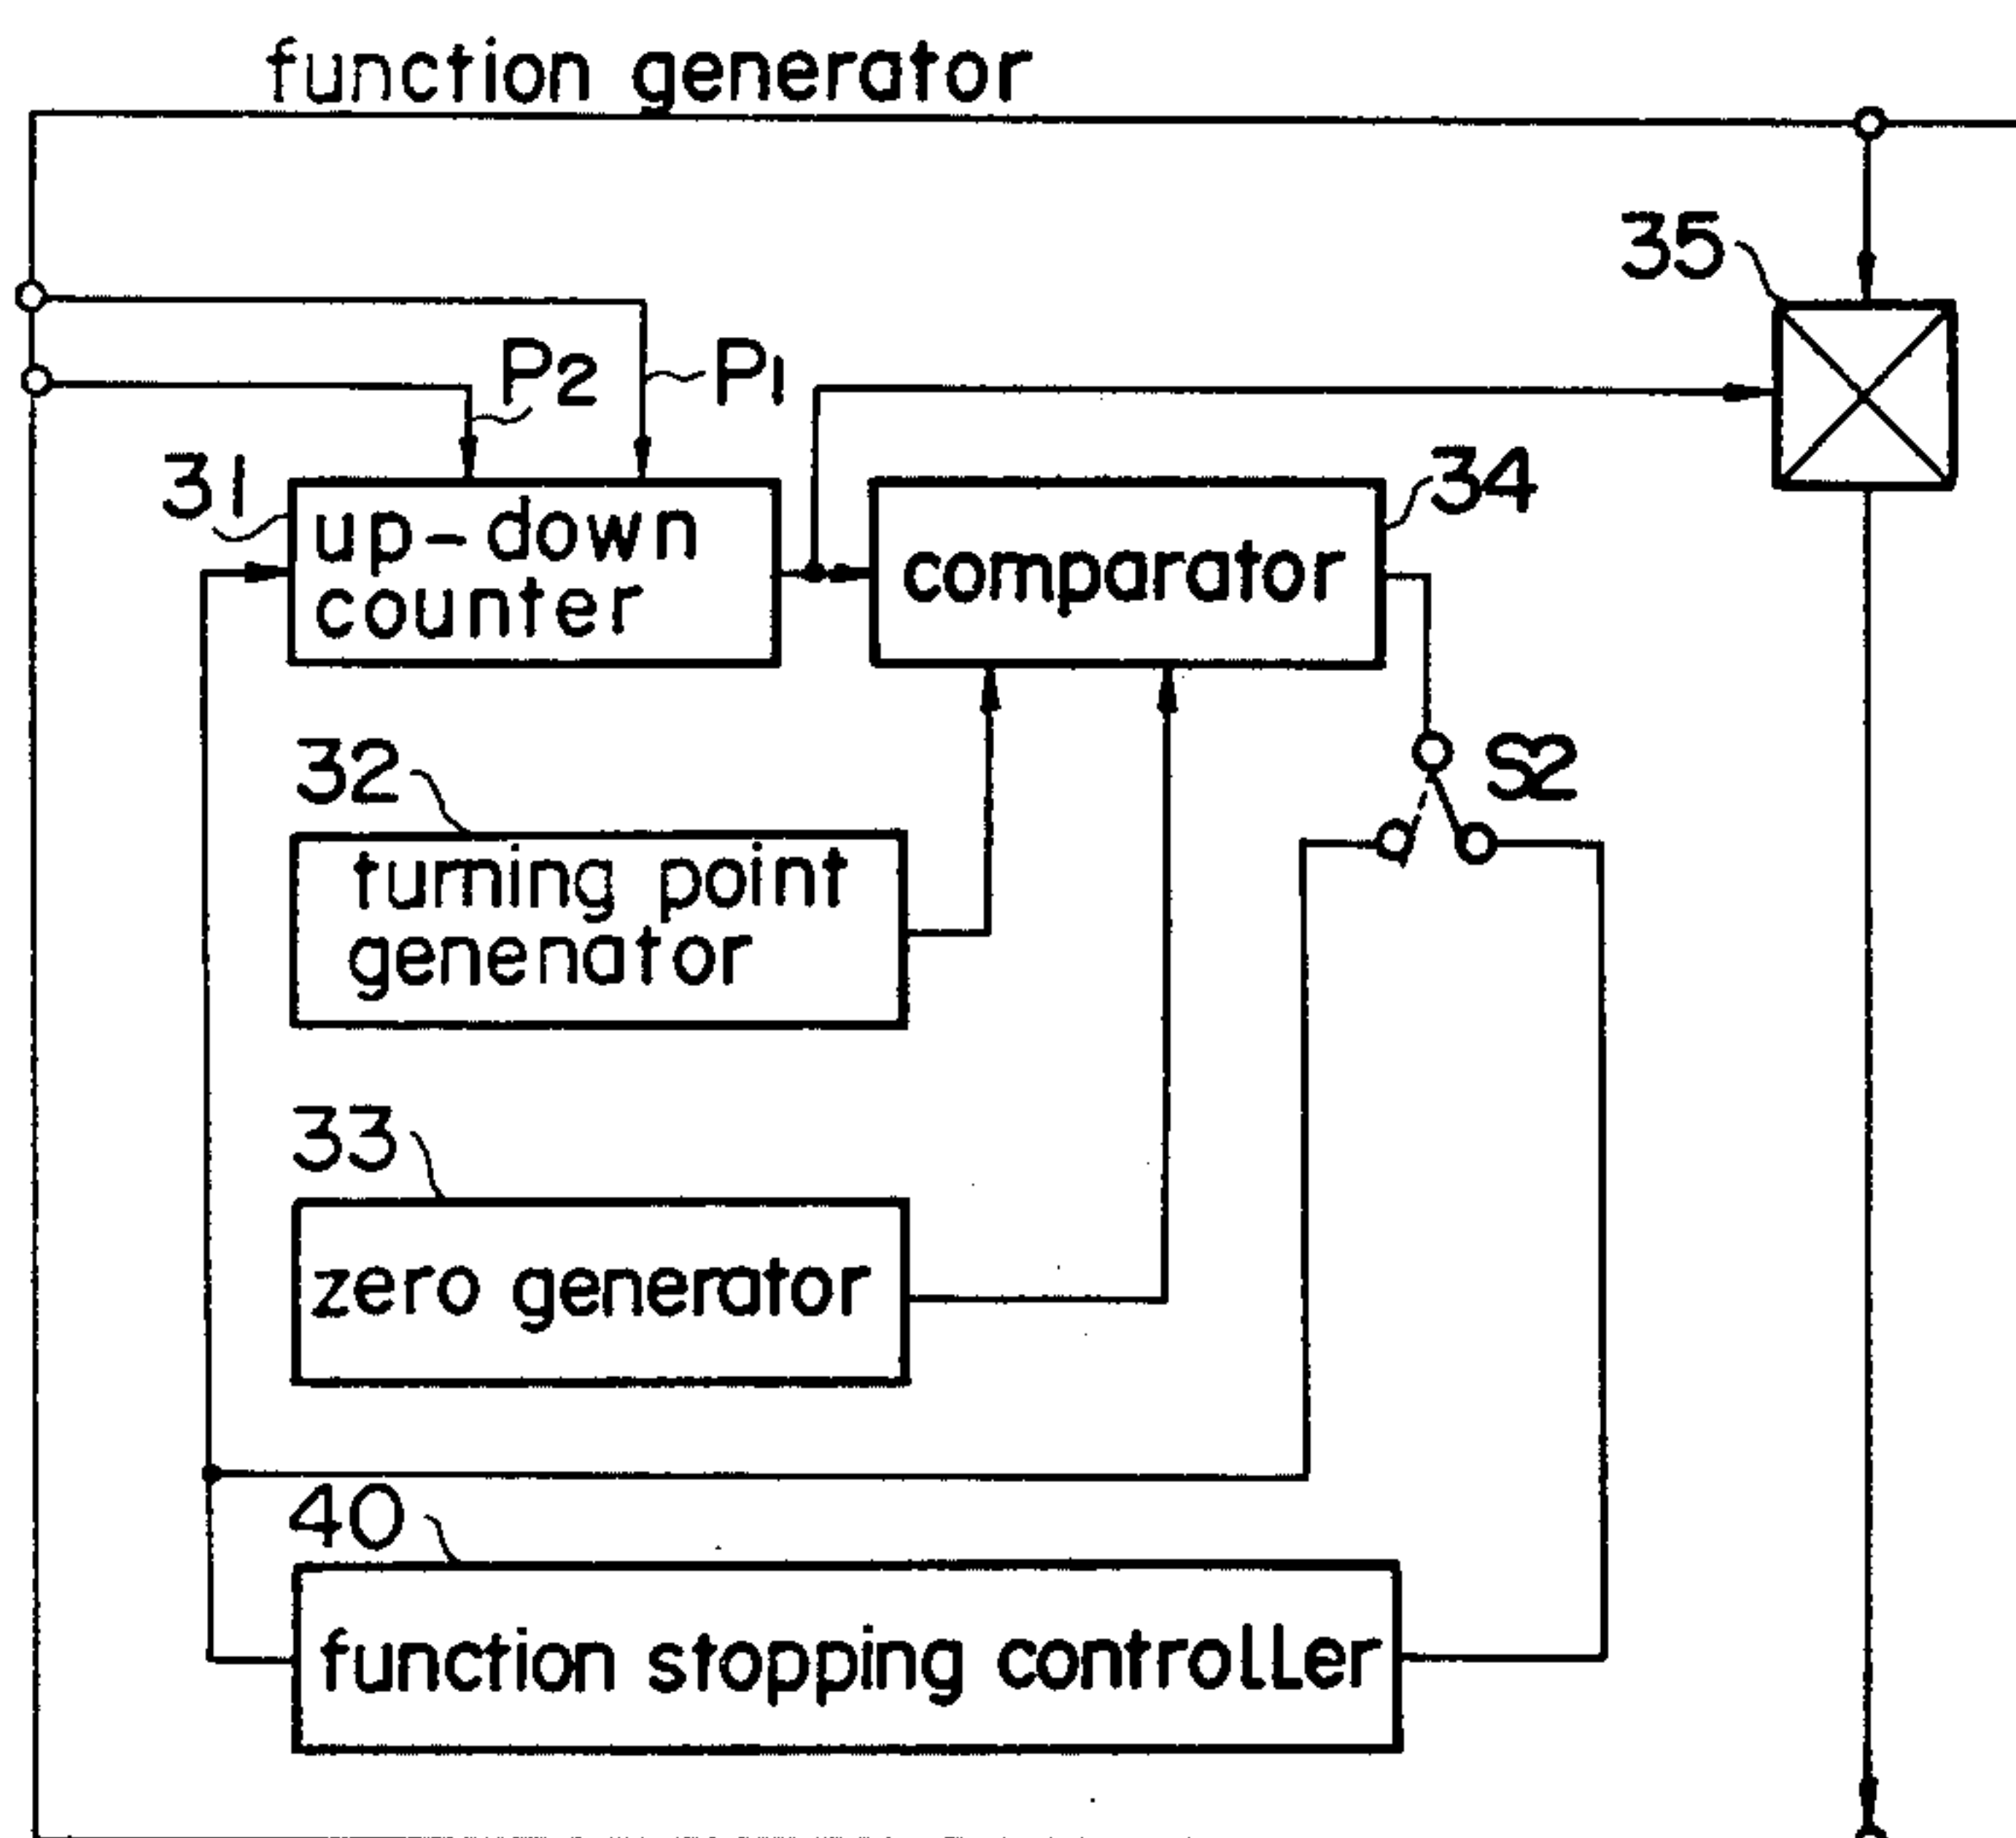 function generator
35
P2
P1
31
34
up-down
counter
comparator
32
S2
turning point
genenator
33
zero generator
40
function stopping controller